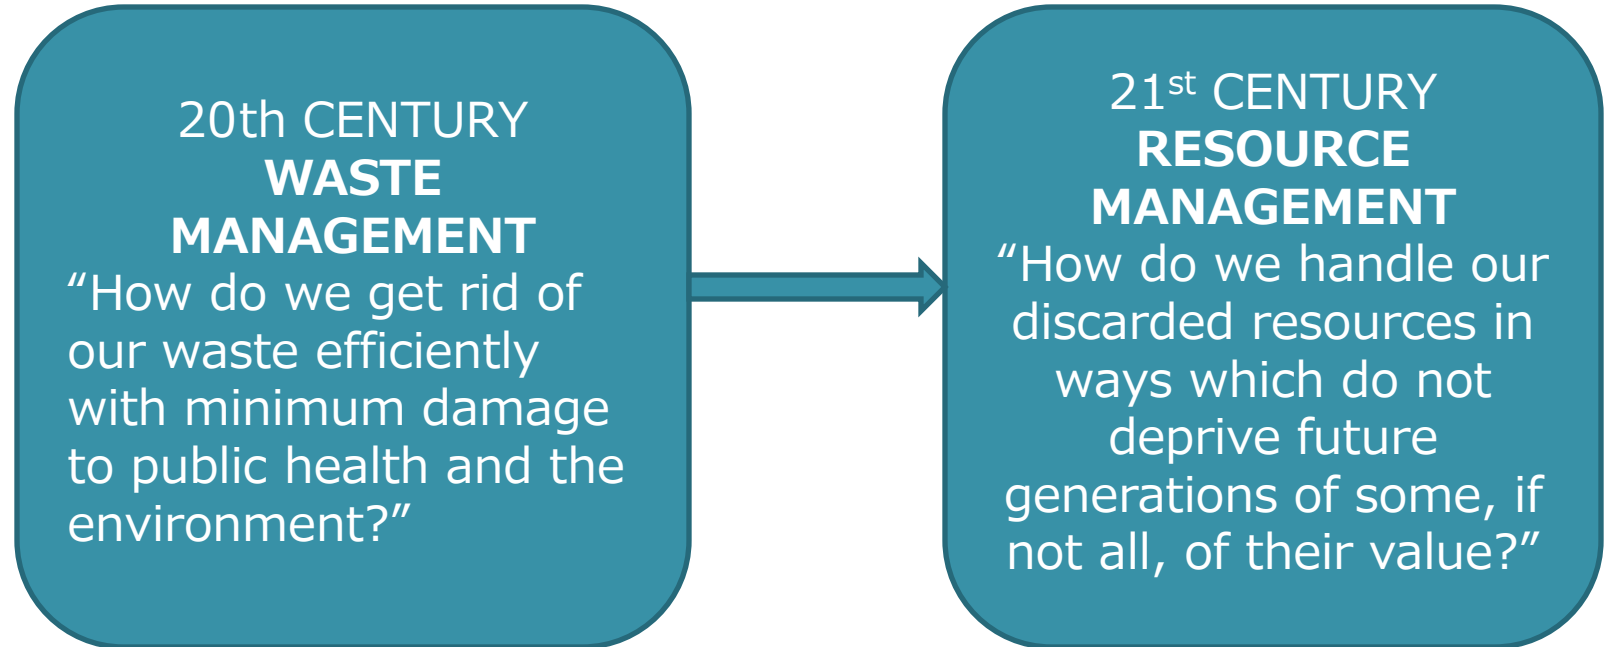 20th CENTURY
WASTE
MANAGEMENT
“How do we get rid of
our waste efficiently
with minimum damage
to public health and the
environment?”
21st CENTURY
RESOURCE
MANAGEMENT
“How do we handle our
discarded resources in
ways which do not
deprive future
generations of some, if
not all, of their value?”